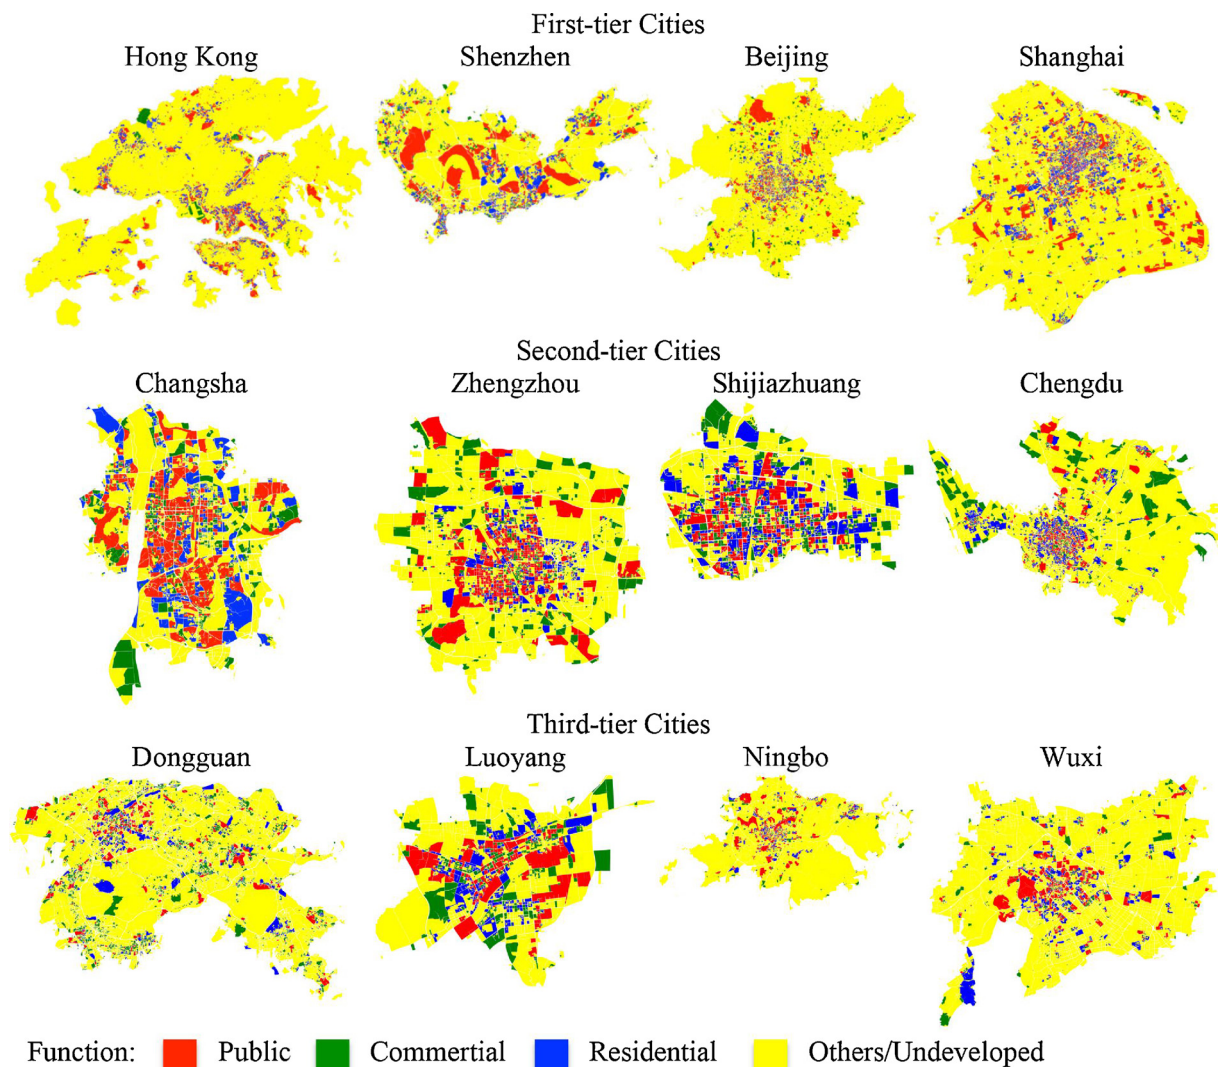 First-tier Cities
Hong Kong Shenzhen Beijing Shanghai
Second-tier Cities
Changsha Zhengzhou Shijiazhuang Chengdu
Third-tier Cities
Dongguan Luoyang Ningbo Wuxi
Function: Public Commertial Residential Others/Undeveloped